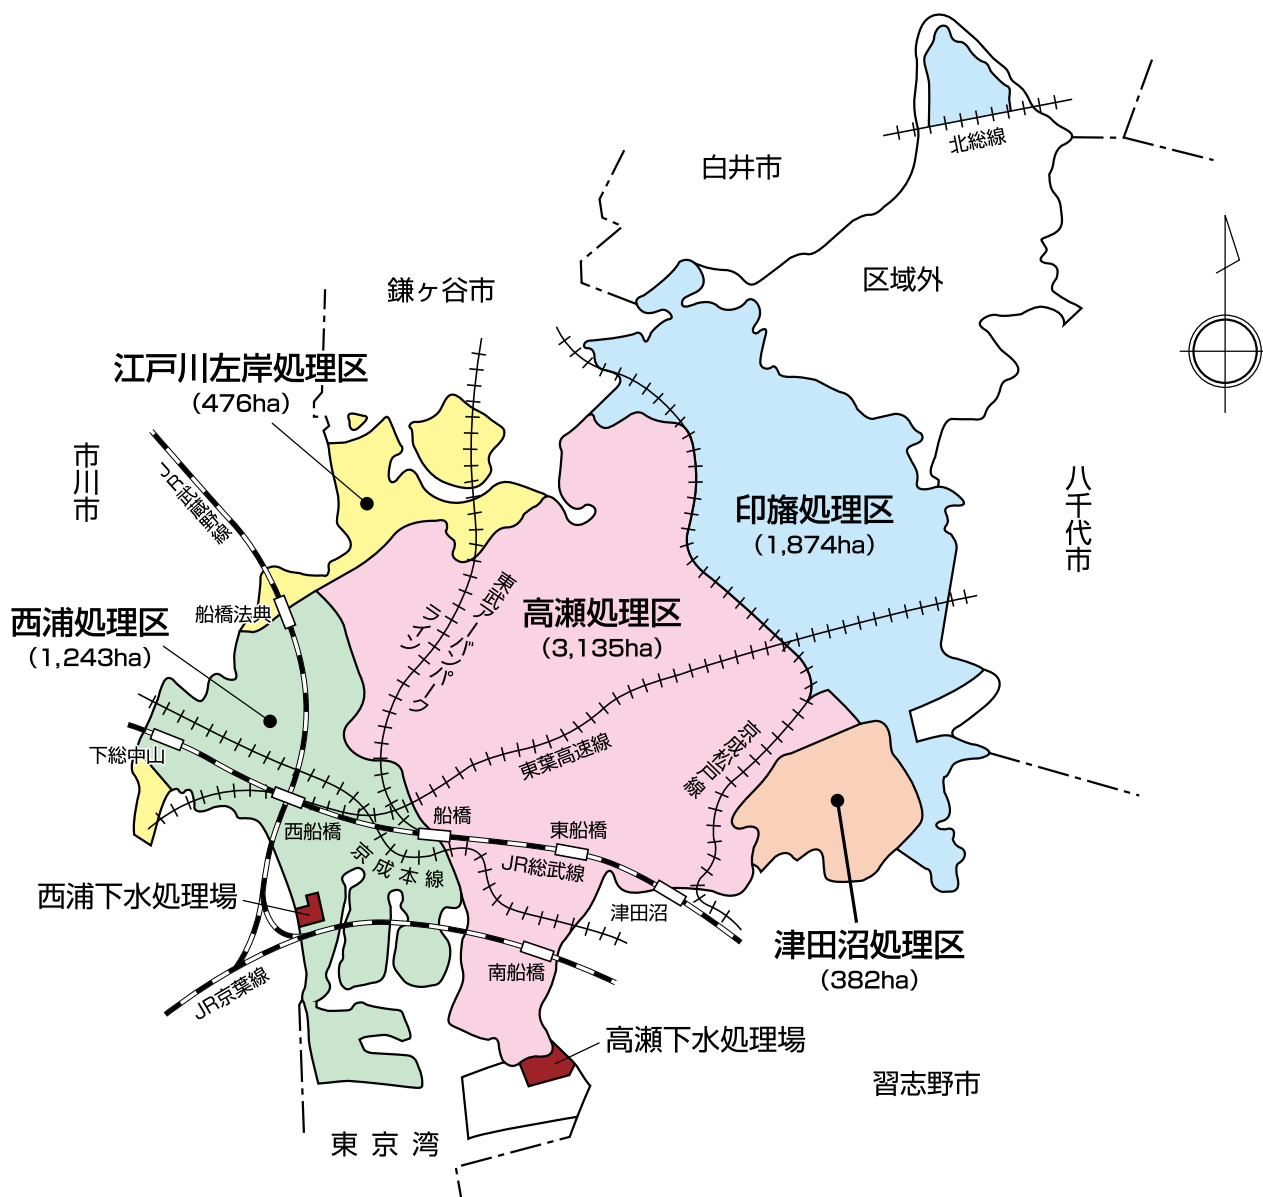 北総線
白井市
区域外
鎌ヶ谷市
江戸川左岸処理区
(476ha)
市川市
JR武蔵野線
八千代市
印旛処理区
(1,874ha)
西浦処理区
(1,243ha)
船橋法典
東武アーバンパーク
ライン
高瀬処理区
(3,135ha)
下総中山
東葉高速線
京成松戸線
西船橋
船橋
東船橋
京成本線
JR総武線
西浦下水処理場
津田沼
津田沼処理区
(382ha)
南船橋
JR京葉線
高瀬下水処理場
習志野市
東京湾